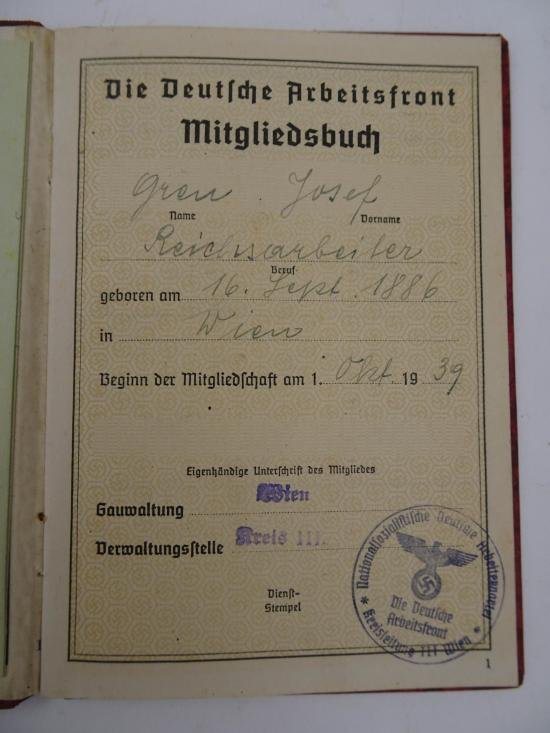 Die Deutsche Arbeitsfront
Mitgliedsbuch
Gren Josef
Name Vorname
Reichsarbeiter
Beruf
geboren am 16. Sept. 1886
in Wien
Beginn der Mitgliedschaft am 1. Okt. 1939
Eigenhändige Unterschrift des Mitgliedes
Gauwaltung Wien
Verwaltungsstelle Kreis III.
Dienst-
Stempel
Nationalsozialistische Deutsche Arbeiterpartei
Die Deutsche
Arbeitsfront
* Kreisleitung III Wien *
1